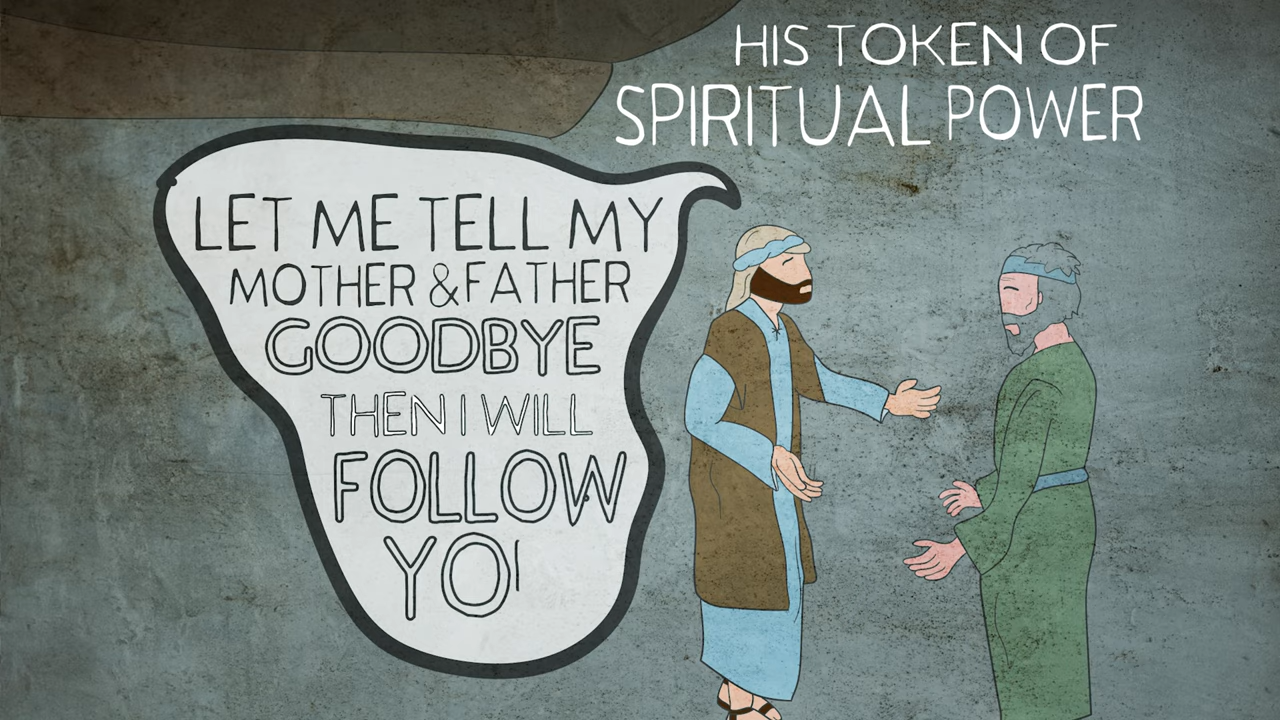 HIS TOKEN OF
SPIRITUAL POWER
LET ME TELL MY
MOTHER & FATHER
GOODBYE
THEN I WILL
FOLLOW